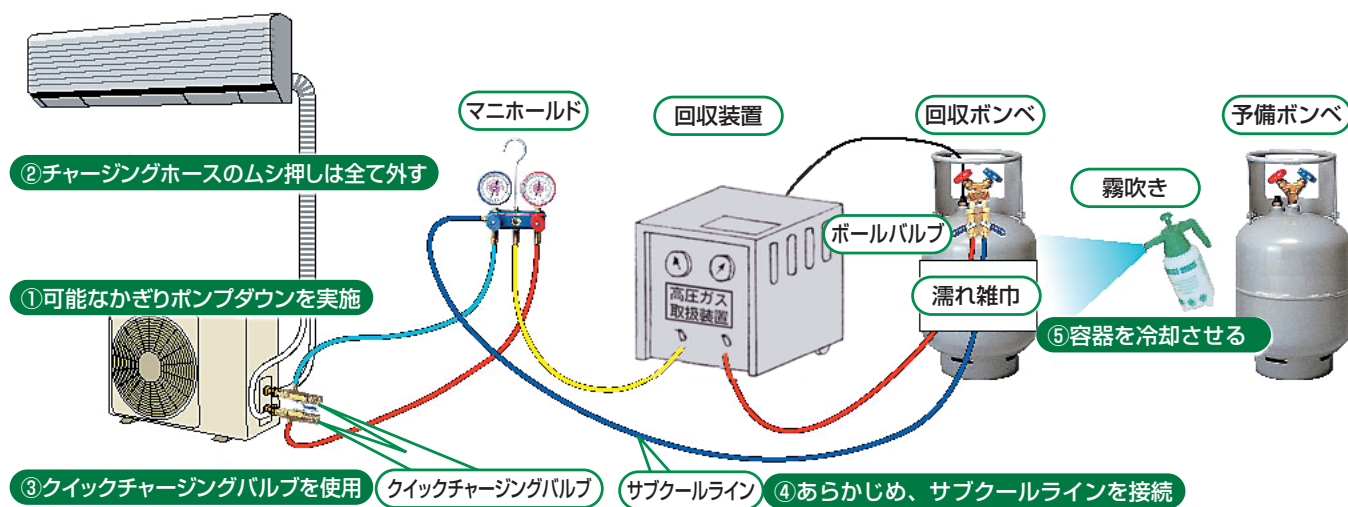 マニホールド
回収装置
回収ボンベ
予備ボンベ
②チャージングホースのムシ押しは全て外す
霧吹き
ボールバルブ
①可能なかぎりポンプダウンを実施
高圧ガス
取扱装置
濡れ雑巾
⑤容器を冷却させる
③クイックチャージングバルブを使用
クイックチャージングバルブ
サブクールライン
④あらかじめ、サブクールラインを接続